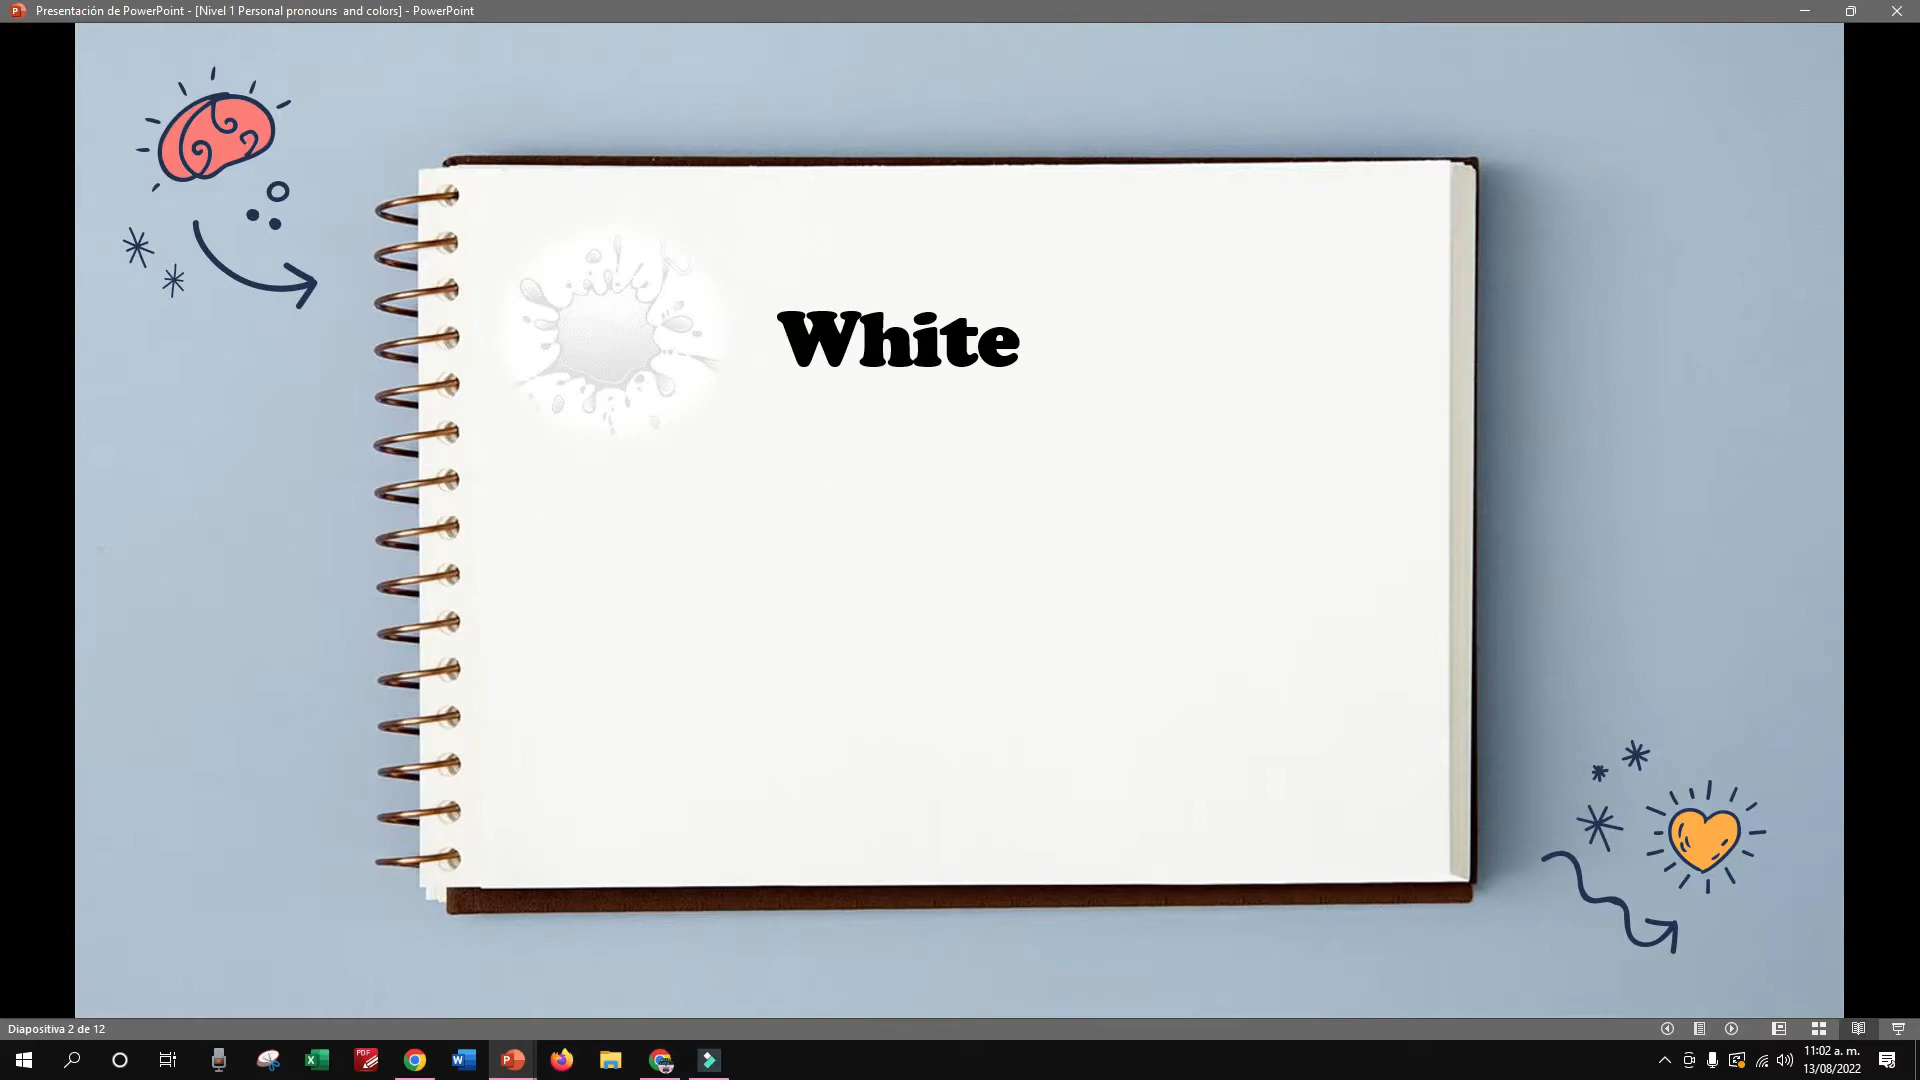 Presentación de PowerPoint - [Nivel 1 Personal pronouns  and colors] - PowerPoint
White
Diapositiva 2 de 12
11:02 a. m.
13/08/2022
PDF